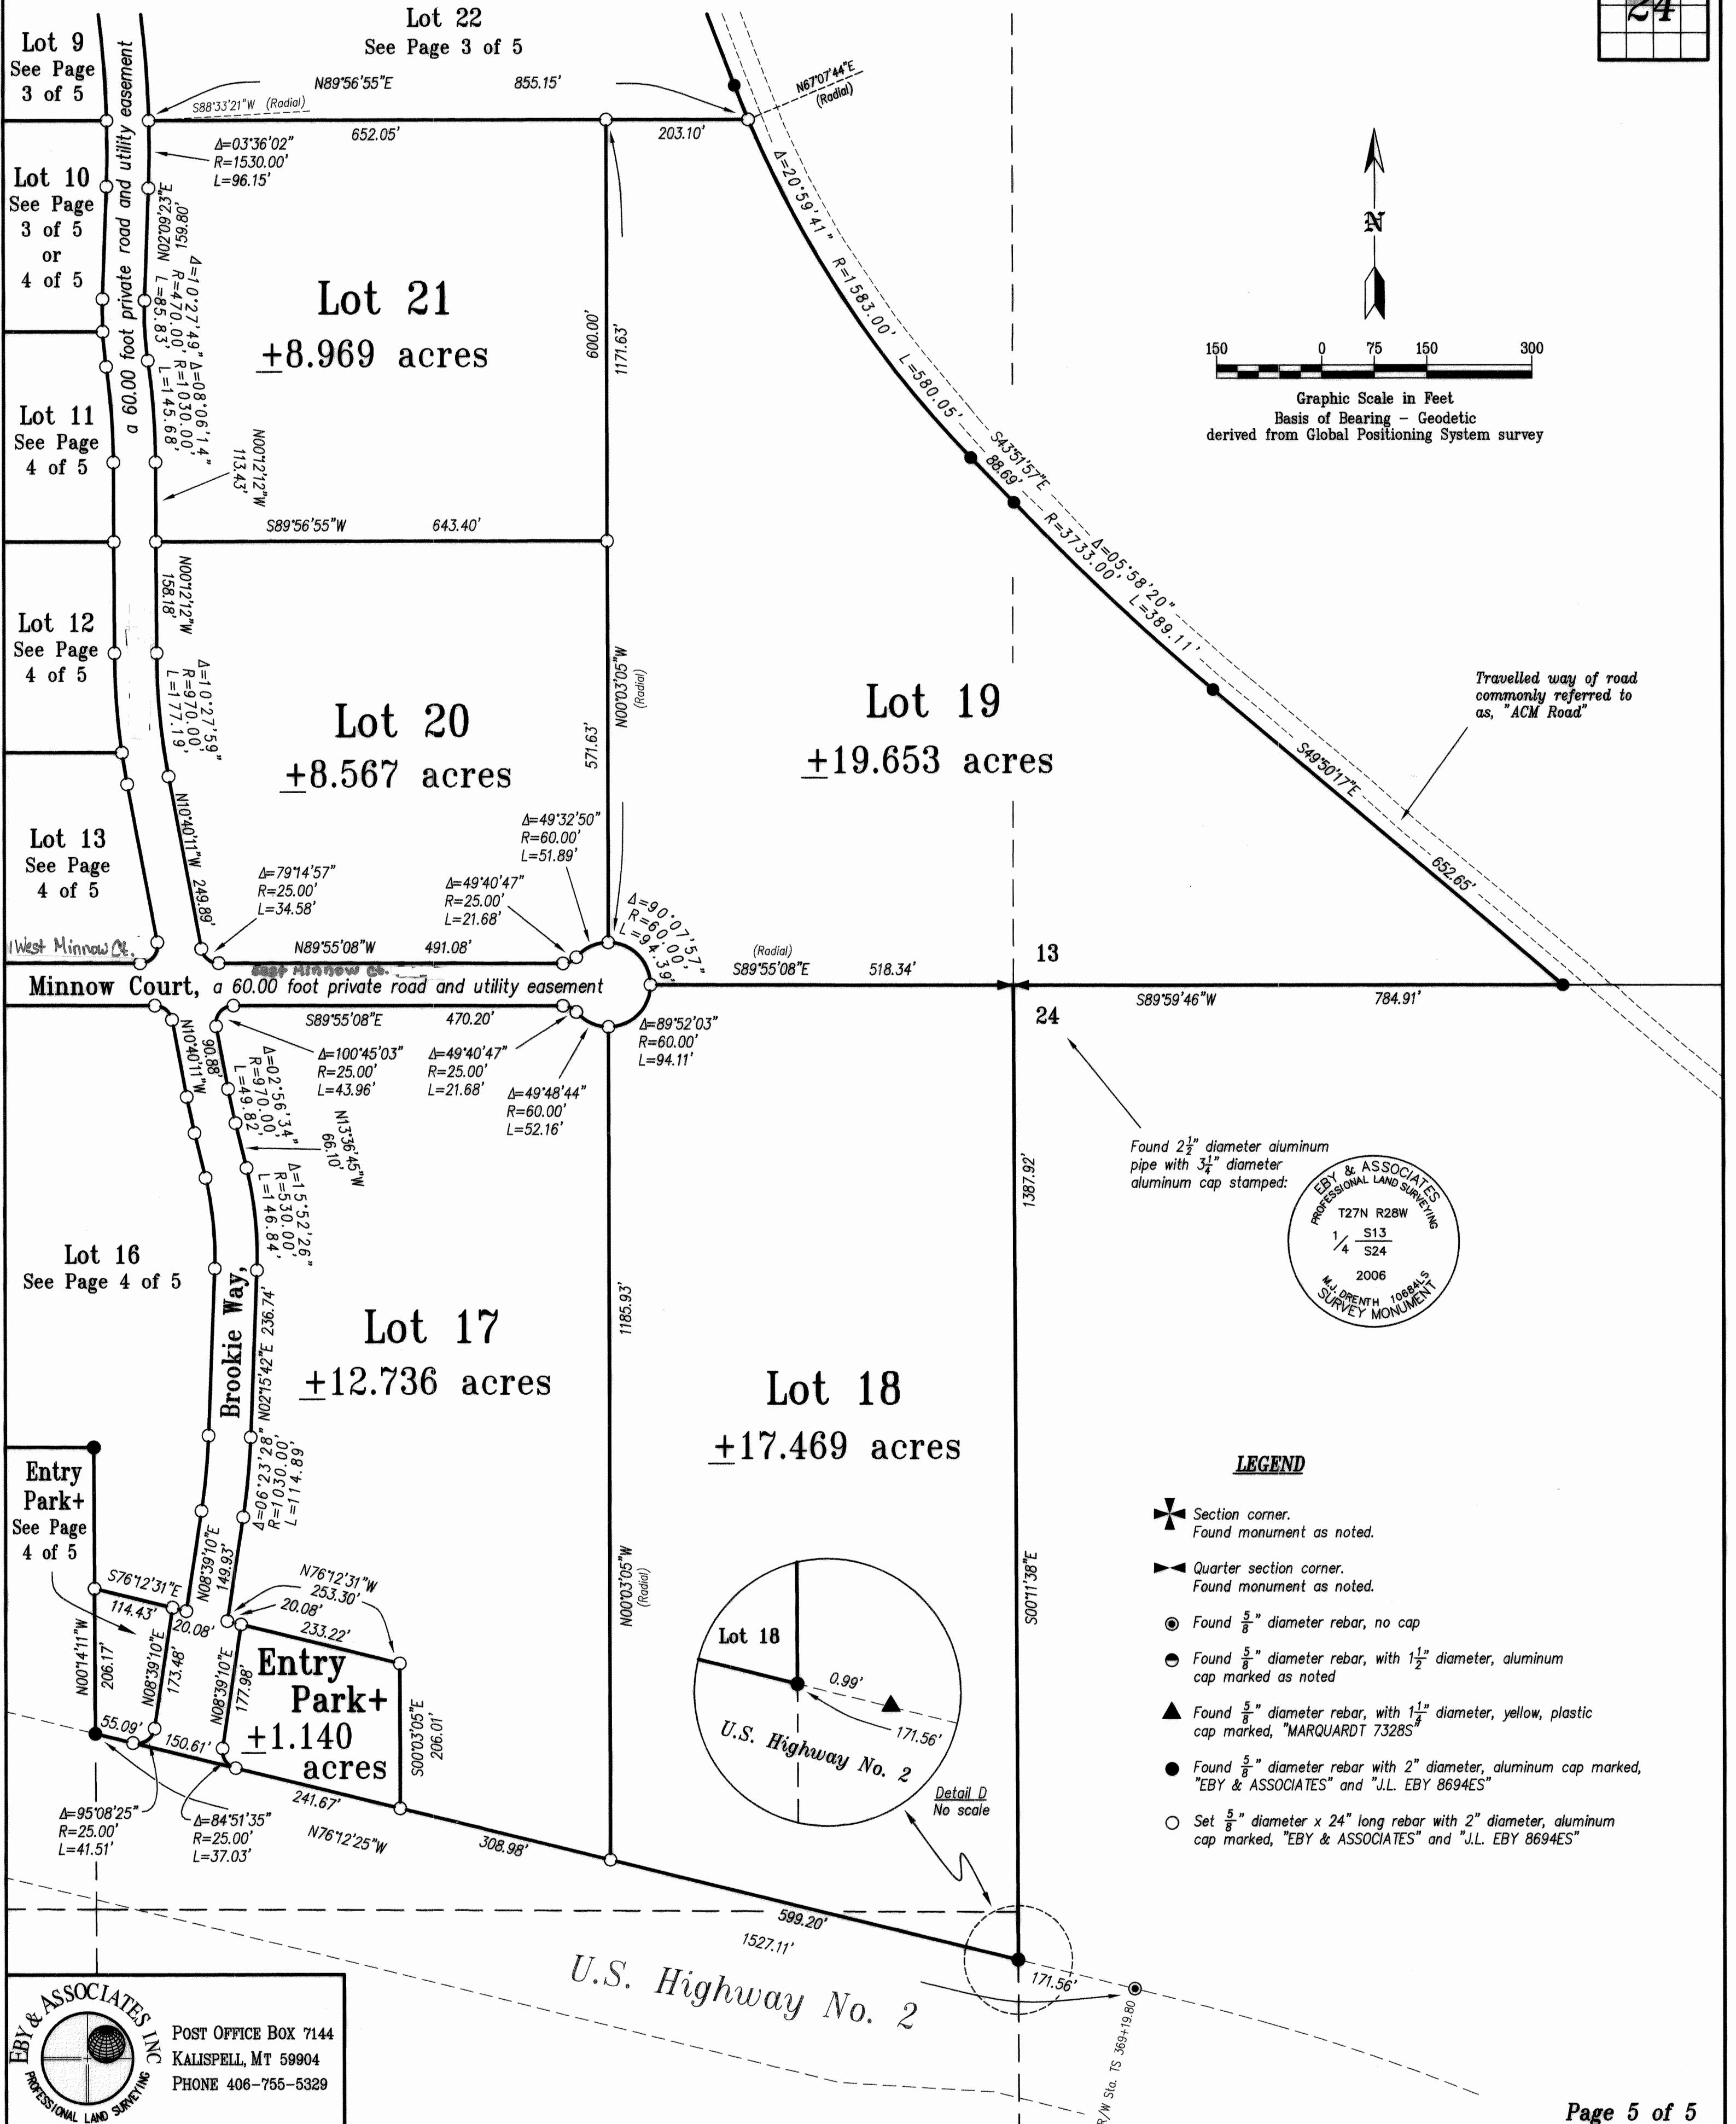 Lot 22
See Page 3 of 5
24
Lot 9
See Page
3 of 5
N89°56'55"E 855.15'
S88°33'21"W (Radial)
N67°07'44"E
(Radial)
652.05'
203.10'
Δ=03°36'02"
R=1530.00'
L=96.15'
Lot 10
See Page
3 of 5
or
4 of 5
a 60.00 foot private road and utility easement
N02°09'23"E
159.80'
Δ=10°27'49"
R=470.00'
L=85.83'
Δ=08°06'14"
R=1030.00'
L=145.68'
Lot 21
±8.969 acres
600.00'
1171.63'
Δ=20°59'41" R=1583.00' L=580.05'
N
150 0 75 150 300
Graphic Scale in Feet
Basis of Bearing – Geodetic
derived from Global Positioning System survey
Lot 11
See Page
4 of 5
N00°12'12"W
113.43'
S43°51'57"E
88.69'
S89°56'55"W 643.40'
Δ=05°58'20"
R=3733.00' L=389.11'
Lot 12
See Page
4 of 5
N00°12'12"W
158.18'
Δ=10°27'59"
R=970.00'
L=177.19'
Lot 20
±8.567 acres
571.63'
N00°03'05"W
(Radial)
Lot 19
±19.653 acres
Travelled way of road
commonly referred to
as, "ACM Road"
S49°50'17"E
652.65'
Lot 13
See Page
4 of 5
N10°40'11"W 249.89'
Δ=79°14'57"
R=25.00'
L=34.58'
Δ=49°40'47"
R=25.00'
L=21.68'
Δ=49°32'50"
R=60.00'
L=51.89'
Δ=90°07'57"
R=60.00'
L=94.39'
West Minnow Ct.
N89°55'08"W 491.08'
East Minnow Ct.
(Radial)
S89°55'08"E 518.34'
13
Minnow Court, a 60.00 foot private road and utility easement
S89°59'46"W 784.91'
24
S89°55'08"E 470.20'
Δ=89°52'03"
R=60.00'
L=94.11'
N10°40'11"W
90.88'
Δ=100°45'03"
R=25.00'
L=43.96'
Δ=49°40'47"
R=25.00'
L=21.68'
Δ=49°48'44"
R=60.00'
L=52.16'
Δ=02°56'34"
R=970.00'
L=49.82'
N13°36'45"W
66.10'
Δ=15°52'26"
R=530.00'
L=146.84'
1387.92'
Found 2½" diameter aluminum
pipe with 3¼" diameter
aluminum cap stamped:
EBY & ASSOCIATES
PROFESSIONAL LAND SURVEYING
T27N R28W
1/4 S13
S24
2006
M.J. DRENTH 10684LS
SURVEY MONUMENT
Lot 16
See Page 4 of 5
Brookie Way,
N02°15'42"E 236.74'
Lot 17
±12.736 acres
1185.93'
Lot 18
±17.469 acres
Δ=06°23'28"
R=1030.00'
L=114.89'
Entry
Park+
See Page
4 of 5
N08°39'10"E
149.93'
S76°12'31"E
114.43'
20.08'
N76°12'31"W
253.30'
20.08'
233.22'
N00°03'05"W
(Radial)
S00°11'38"E
N00°14'11"W
206.17'
N08°39'10"E
173.48'
N08°39'10"E
177.98'
Entry
Park+
±1.140
acres
S00°03'05"E
206.01'
55.09'
150.61'
241.67'
Δ=95°08'25"
R=25.00'
L=41.51'
Δ=84°51'35"
R=25.00'
L=37.03'
N76°12'25"W
308.98'
Lot 18
0.99'
171.56'
U.S. Highway No. 2
Detail D
No scale
LEGEND
Section corner.
Found monument as noted.
Quarter section corner.
Found monument as noted.
Found 5/8" diameter rebar, no cap
Found 5/8" diameter rebar, with 1½" diameter, aluminum
cap marked as noted
Found 5/8" diameter rebar, with 1¼" diameter, yellow, plastic
cap marked, "MARQUARDT 7328S"
Found 5/8" diameter rebar with 2" diameter, aluminum cap marked,
"EBY & ASSOCIATES" and "J.L. EBY 8694ES"
Set 5/8" diameter x 24" long rebar with 2" diameter, aluminum
cap marked, "EBY & ASSOCIATES" and "J.L. EBY 8694ES"
599.20'
1527.11'
171.56'
U.S. Highway No. 2
R/W Sta. TS 369+19.80
EBY & ASSOCIATES INC
PROFESSIONAL LAND SURVEYING
POST OFFICE BOX 7144
KALISPELL, MT 59904
PHONE 406-755-5329
Page 5 of 5